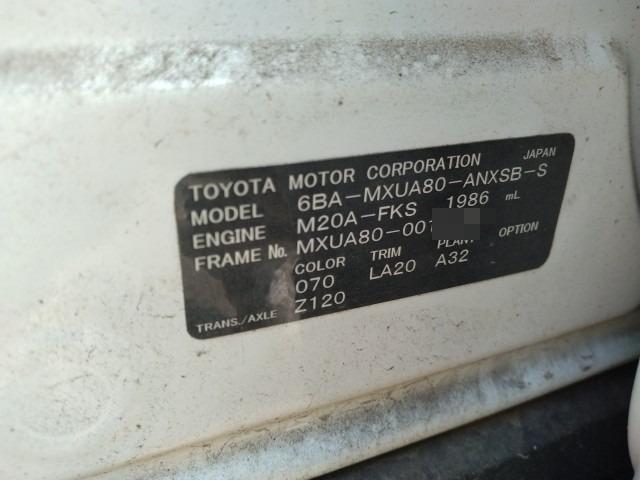 TOYOTA MOTOR CORPORATION JAPAN
MODEL 6BA-MXUA80-ANXSB-S
ENGINE M20A-FKS 1986 mL
FRAME No. MXUA80-001
COLOR TRIM PLANT OPTION
070 LA20 A32
TRANS./AXLE Z120